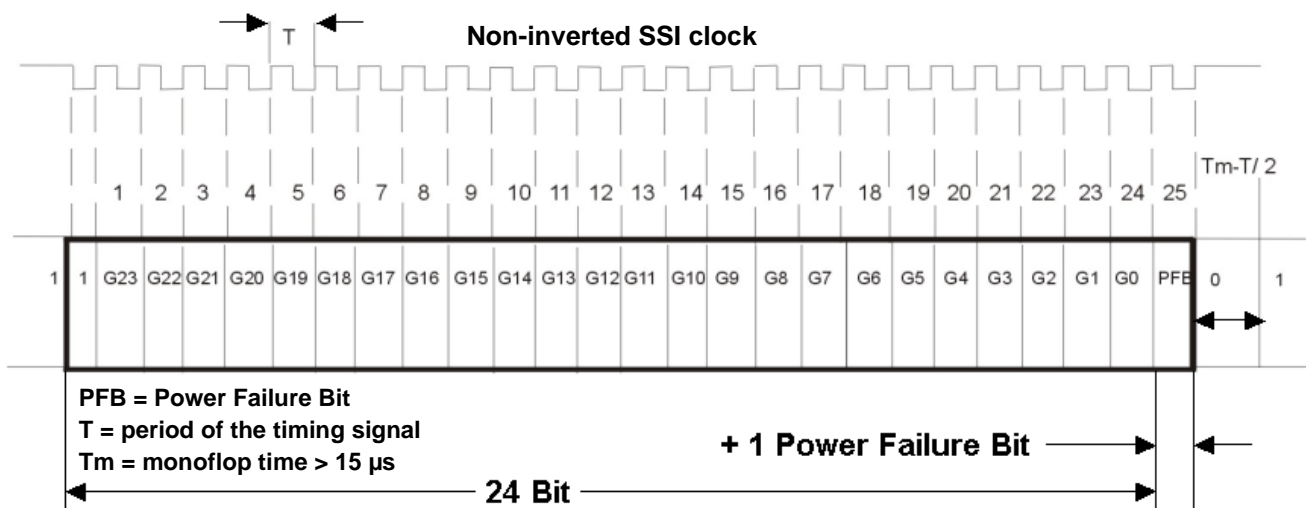 T
Non-inverted SSI clock
Tm-T/ 2
1 2 3 4 5 6 7 8 9 10 11 12 13 14 15 16 17 18 19 20 21 22 23 24 25
1 1 G23 G22 G21 G20 G19 G18 G17 G16 G15 G14 G13 G12 G11 G10 G9 G8 G7 G6 G5 G4 G3 G2 G1 G0 PFB 0 1
PFB = Power Failure Bit
T = period of the timing signal
Tm = monoflop time > 15 µs
+ 1 Power Failure Bit
24 Bit